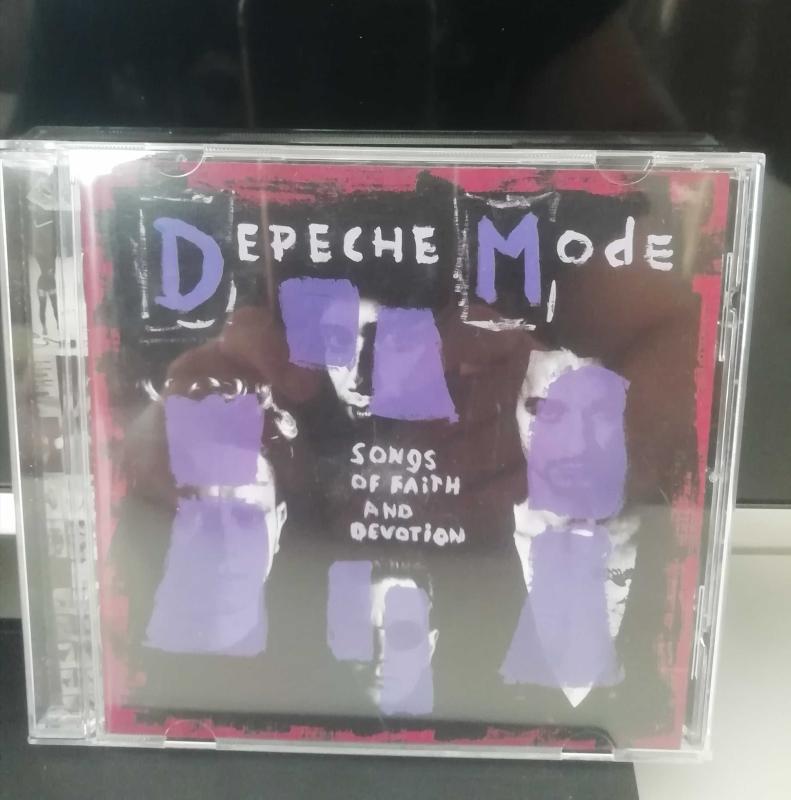 DEPECHE MOdE
SONgS
OF FAiTH
AND
DEVOTiON